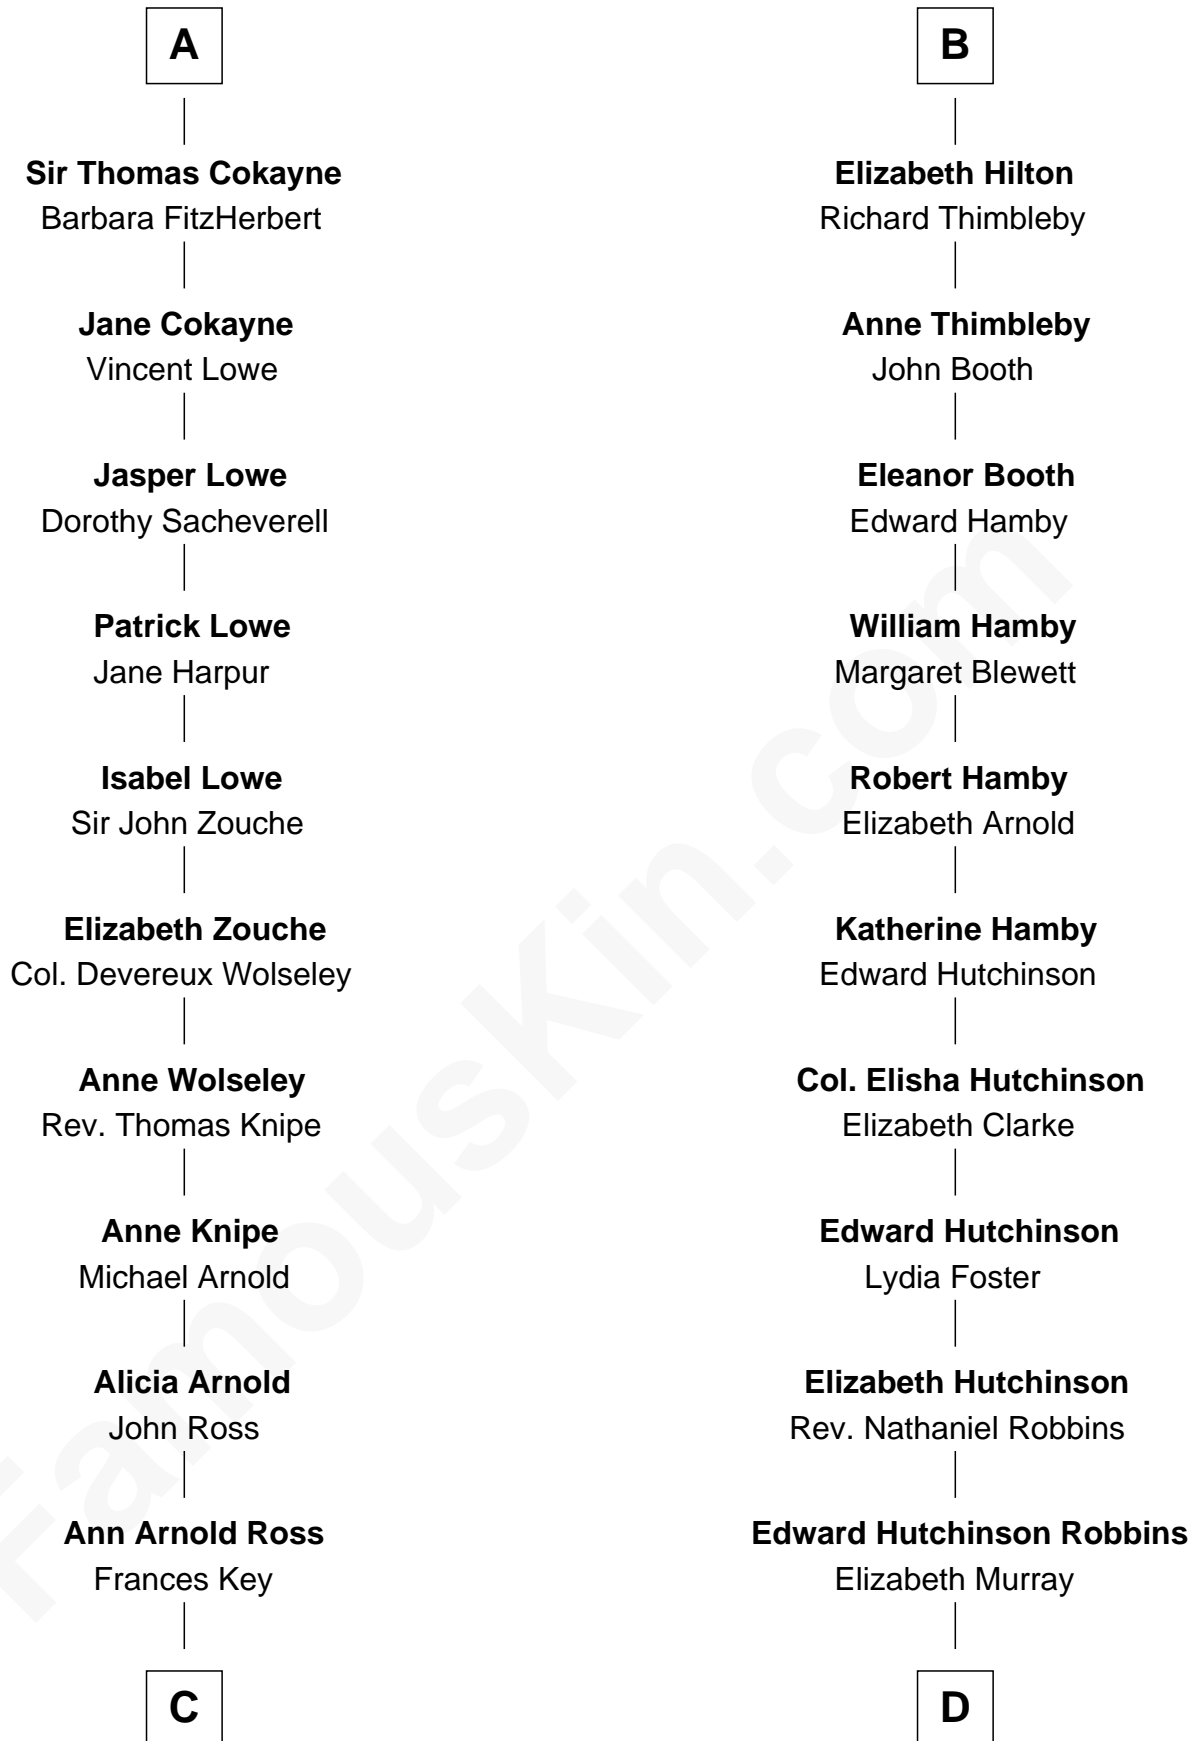 A
Sir Thomas Cokayne
Barbara FitzHerbert
Jane Cokayne
Vincent Lowe
Jasper Lowe
Dorothy Sacheverell
Patrick Lowe
Jane Harpur
Isabel Lowe
Sir John Zouche
Elizabeth Zouche
Col. Devereux Wolseley
Anne Wolseley
Rev. Thomas Knipe
Anne Knipe
Michael Arnold
Alicia Arnold
John Ross
Ann Arnold Ross
Frances Key
C
B
Elizabeth Hilton
Richard Thimbleby
Anne Thimbleby
John Booth
Eleanor Booth
Edward Hamby
William Hamby
Margaret Blewett
Robert Hamby
Elizabeth Arnold
Katherine Hamby
Edward Hutchinson
Col. Elisha Hutchinson
Elizabeth Clarke
Edward Hutchinson
Lydia Foster
Elizabeth Hutchinson
Rev. Nathaniel Robbins
Edward Hutchinson Robbins
Elizabeth Murray
D
FamousKin.com